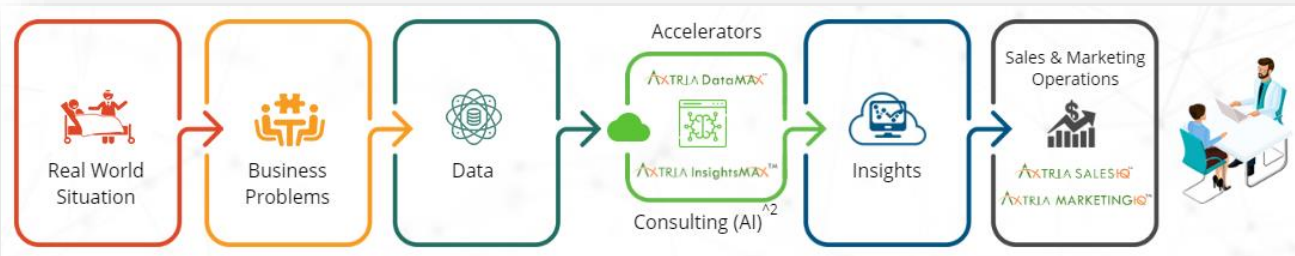 Real World
Situation
Business
Problems
Data
Accelerators
AXTRIA DataMAX™
AXTRIA InsightsMAX™
Consulting (AI)^2
Insights
Sales & Marketing
Operations
$
AXTRIA SALESIQ™
AXTRIA MARKETINGIQ™